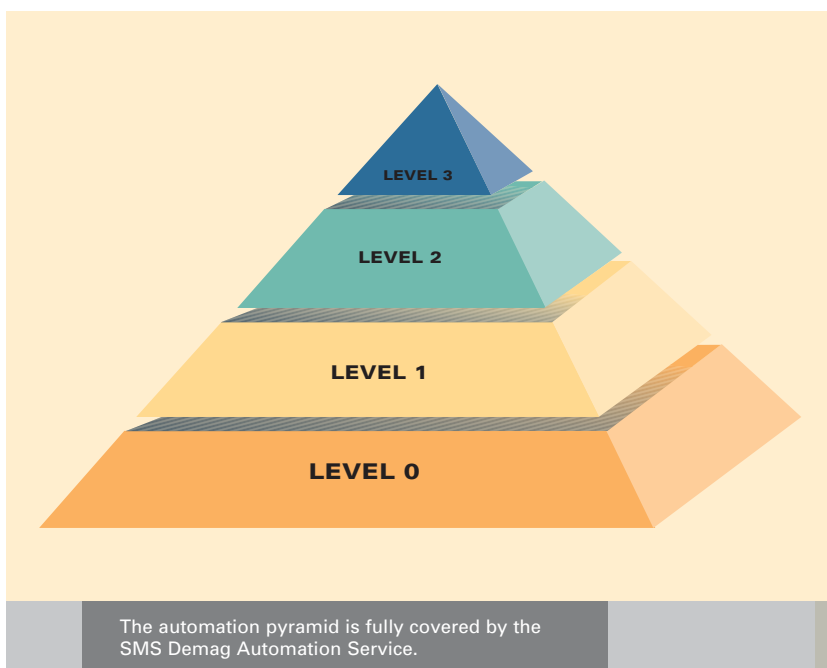 LEVEL 3
LEVEL 2
LEVEL 1
LEVEL 0
The automation pyramid is fully covered by the
SMS Demag Automation Service.